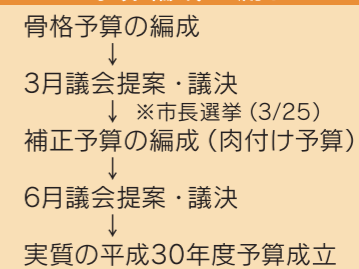 骨格予算の編成
↓
3月議会提案・議決
↓ ※市長選挙(3/25)
補正予算の編成(肉付け予算)
↓
6月議会提案・議決
↓
実質の平成30年度予算成立